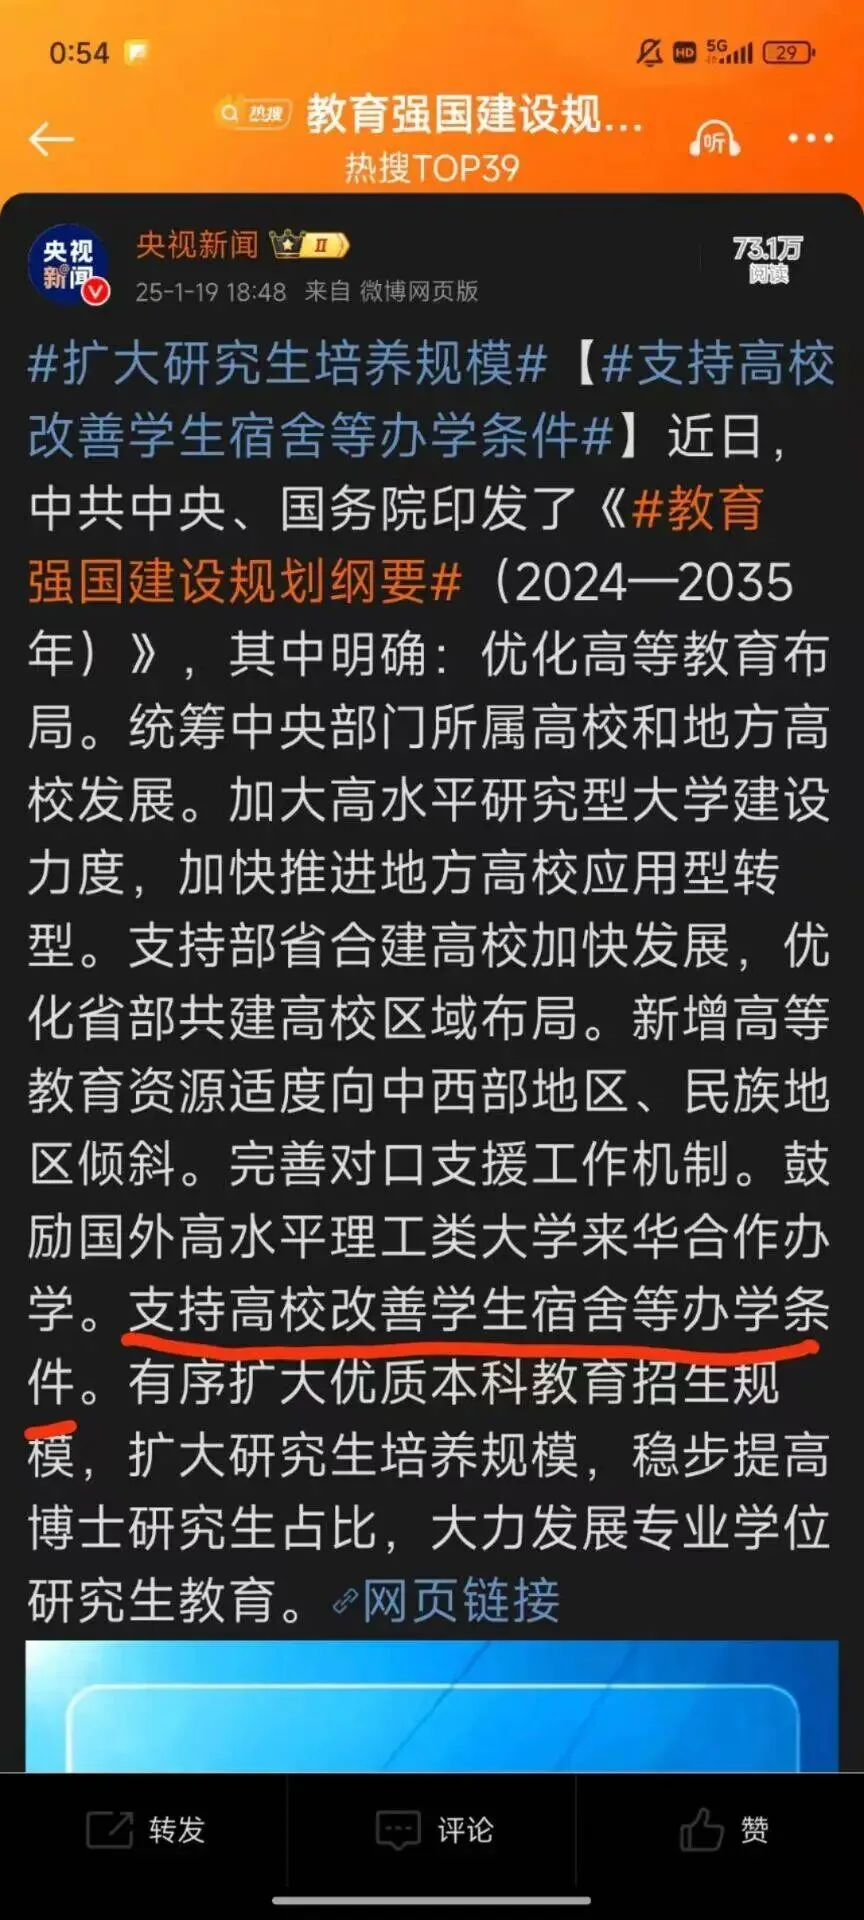 0:54
HD 5G 29
热搜 教育强国建设规...
听
热搜TOP39
央视新闻
央视新闻 II
73.1万
阅读
25-1-19 18:48 来自 微博网页版
#扩大研究生培养规模#【#支持高校
改善学生宿舍等办学条件#】近日，
中共中央、国务院印发了《#教育
强国建设规划纲要#（2024—2035
年）》，其中明确：优化高等教育布
局。统筹中央部门所属高校和地方高
校发展。加大高水平研究型大学建设
力度，加快推进地方高校应用型转
型。支持部省合建高校加快发展，优
化省部共建高校区域布局。新增高等
教育资源适度向中西部地区、民族地
区倾斜。完善对口支援工作机制。鼓
励国外高水平理工类大学来华合作办
学。支持高校改善学生宿舍等办学条
件。有序扩大优质本科教育招生规
模，扩大研究生培养规模，稳步提高
博士研究生占比，大力发展专业学位
研究生教育。网页链接
转发 评论 赞